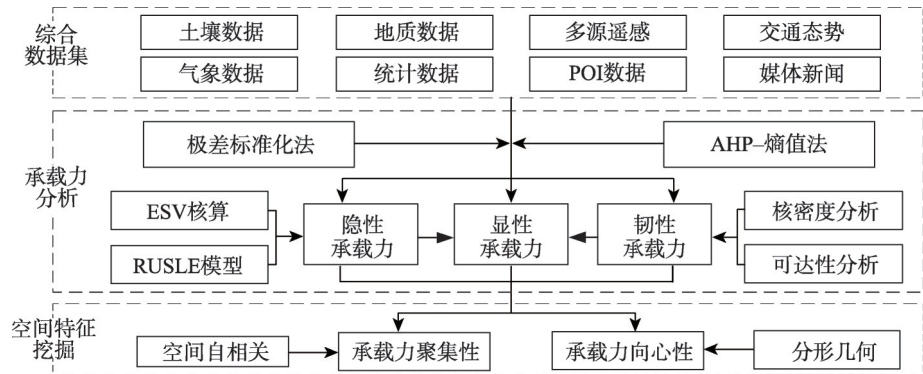 综合
数据集
土壤数据 地质数据 多源遥感 交通态势
气象数据 统计数据 POI数据 媒体新闻
承载力
分析
极差标准化法 AHP–熵值法
ESV核算
RUSLE模型
隐性
承载力
显性
承载力
韧性
承载力
核密度分析
可达性分析
空间特征
挖掘
空间自相关 承载力聚集性 承载力向心性 分形几何